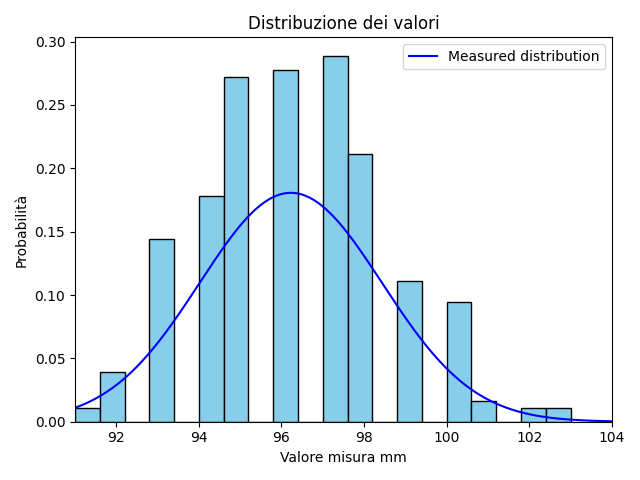 Distribuzione dei valori
Measured distribution
0.30
0.25
0.20
0.15
0.10
0.05
0.00
Probabilità
92 94 96 98 100 102 104
Valore misura mm